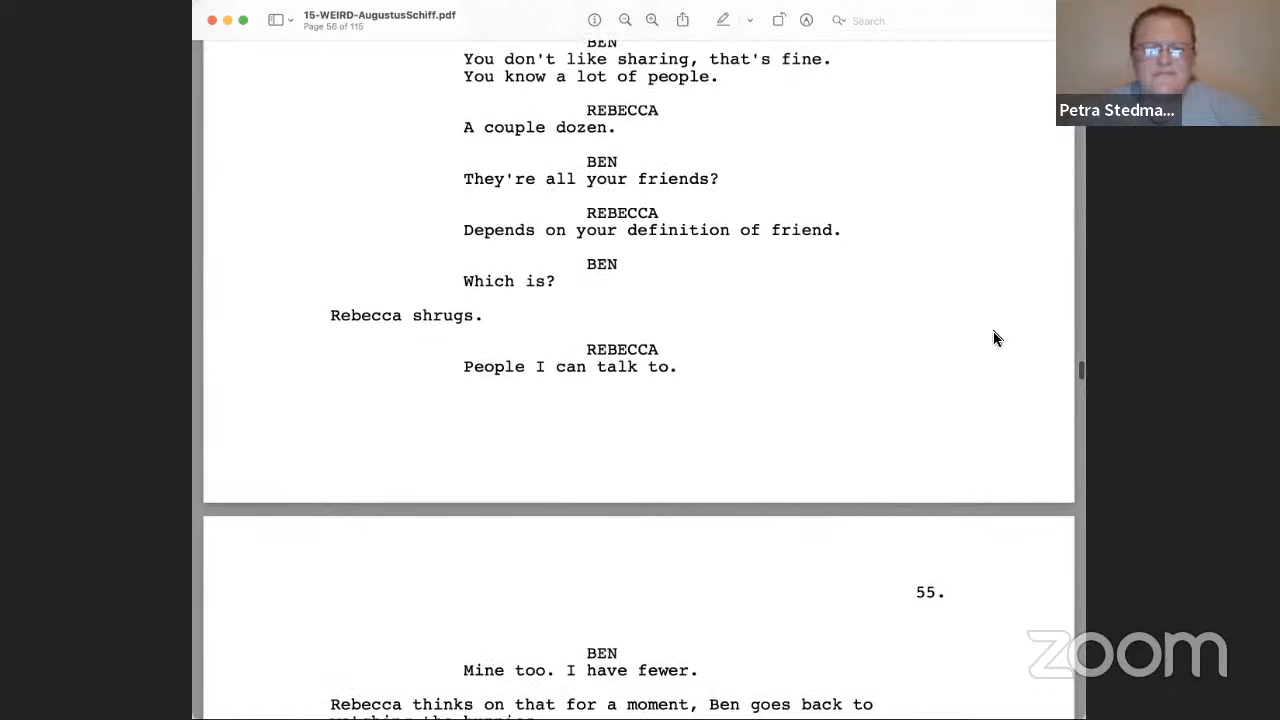 15-WEIRD-AugustusSchiff.pdf
Page 56 of 115
Search
Petra Stedma...
BEN
You don't like sharing, that's fine.
You know a lot of people.
REBECCA
A couple dozen.
BEN
They're all your friends?
REBECCA
Depends on your definition of friend.
BEN
Which is?
Rebecca shrugs.
REBECCA
People I can talk to.
55.
BEN
Mine too. I have fewer.
Rebecca thinks on that for a moment, Ben goes back to
watching the
zoom